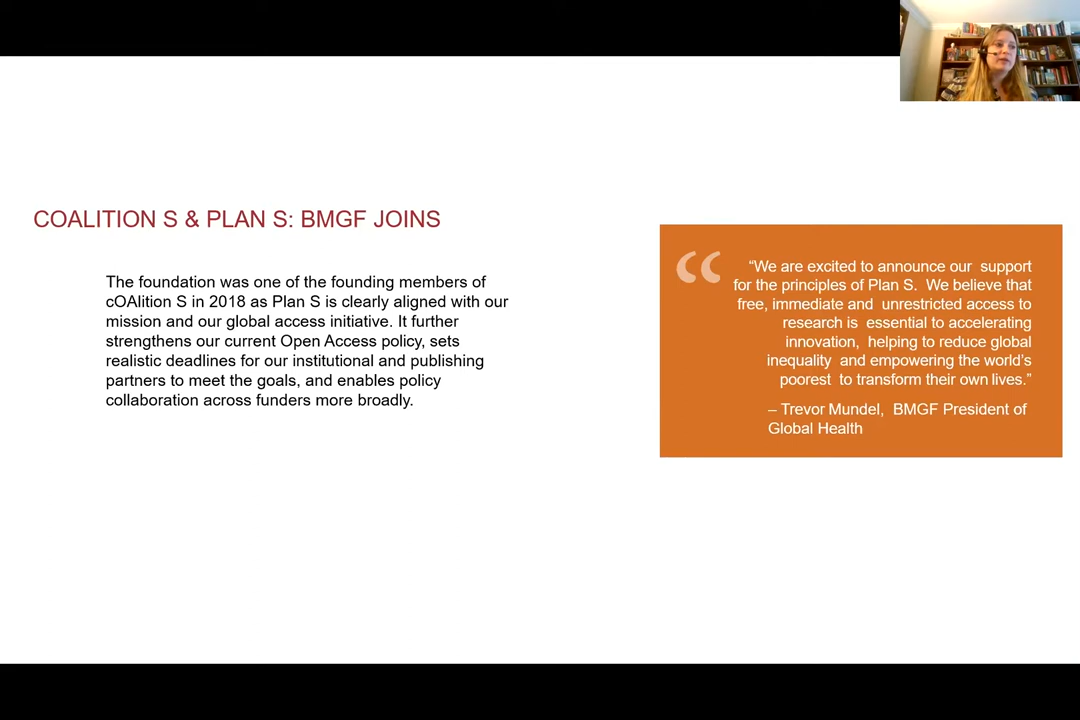 COALITION S & PLAN S: BMGF JOINS
The foundation was one of the founding members of
cOAlition S in 2018 as Plan S is clearly aligned with our
mission and our global access initiative. It further
strengthens our current Open Access policy, sets
realistic deadlines for our institutional and publishing
partners to meet the goals, and enables policy
collaboration across funders more broadly.
“
“We are excited to announce our support
for the principles of Plan S. We believe that
free, immediate and unrestricted access to
research is essential to accelerating
innovation, helping to reduce global
inequality and empowering the world’s
poorest to transform their own lives.”
– Trevor Mundel, BMGF President of
Global Health